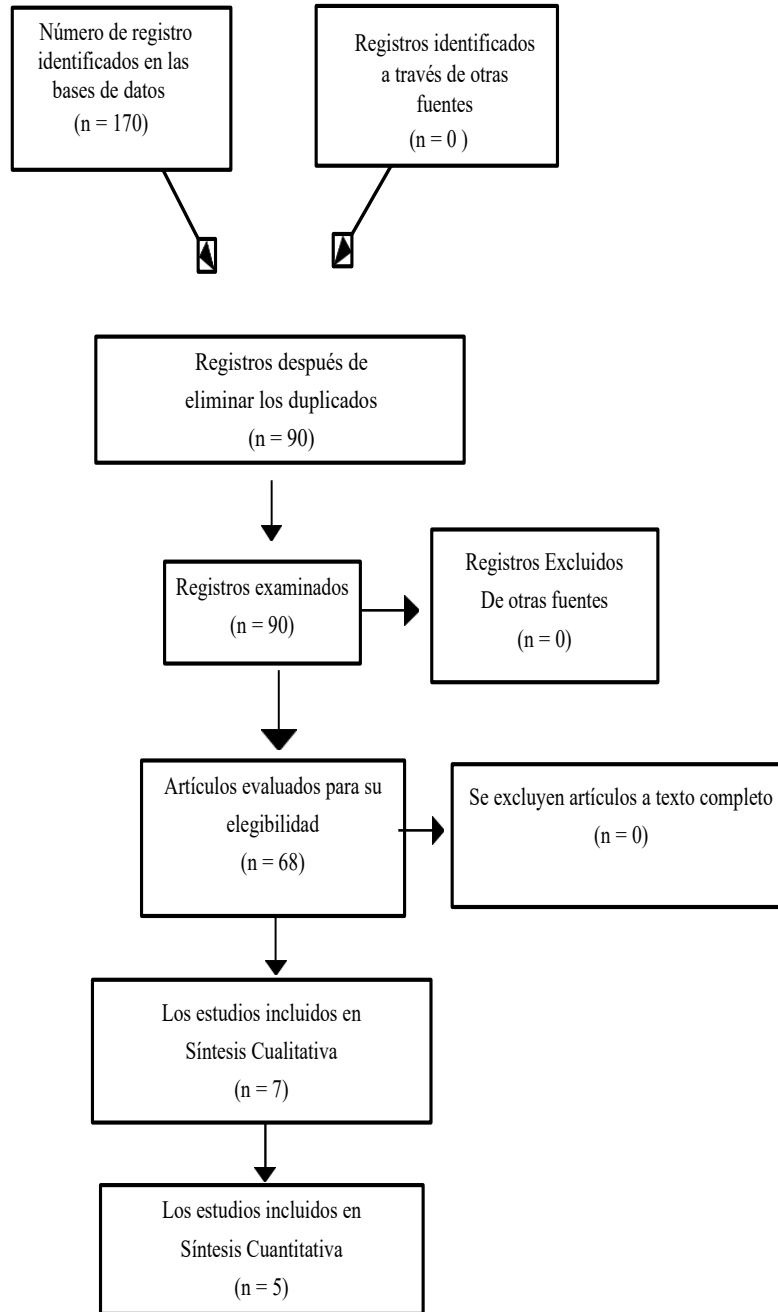 Número de registro
identificados en las
bases de datos
(n = 170)
Registros identificados
a través de otras
fuentes
(n = 0 )
Registros después de
eliminar los duplicados
(n = 90)
Registros examinados
(n = 90)
Registros Excluidos
De otras fuentes
(n = 0)
Artículos evaluados para su
elegibilidad
(n = 68)
Se excluyen artículos a texto completo
(n = 0)
Los estudios incluidos en
Síntesis Cualitativa
(n = 7)
Los estudios incluidos en
Síntesis Cuantitativa
(n = 5)